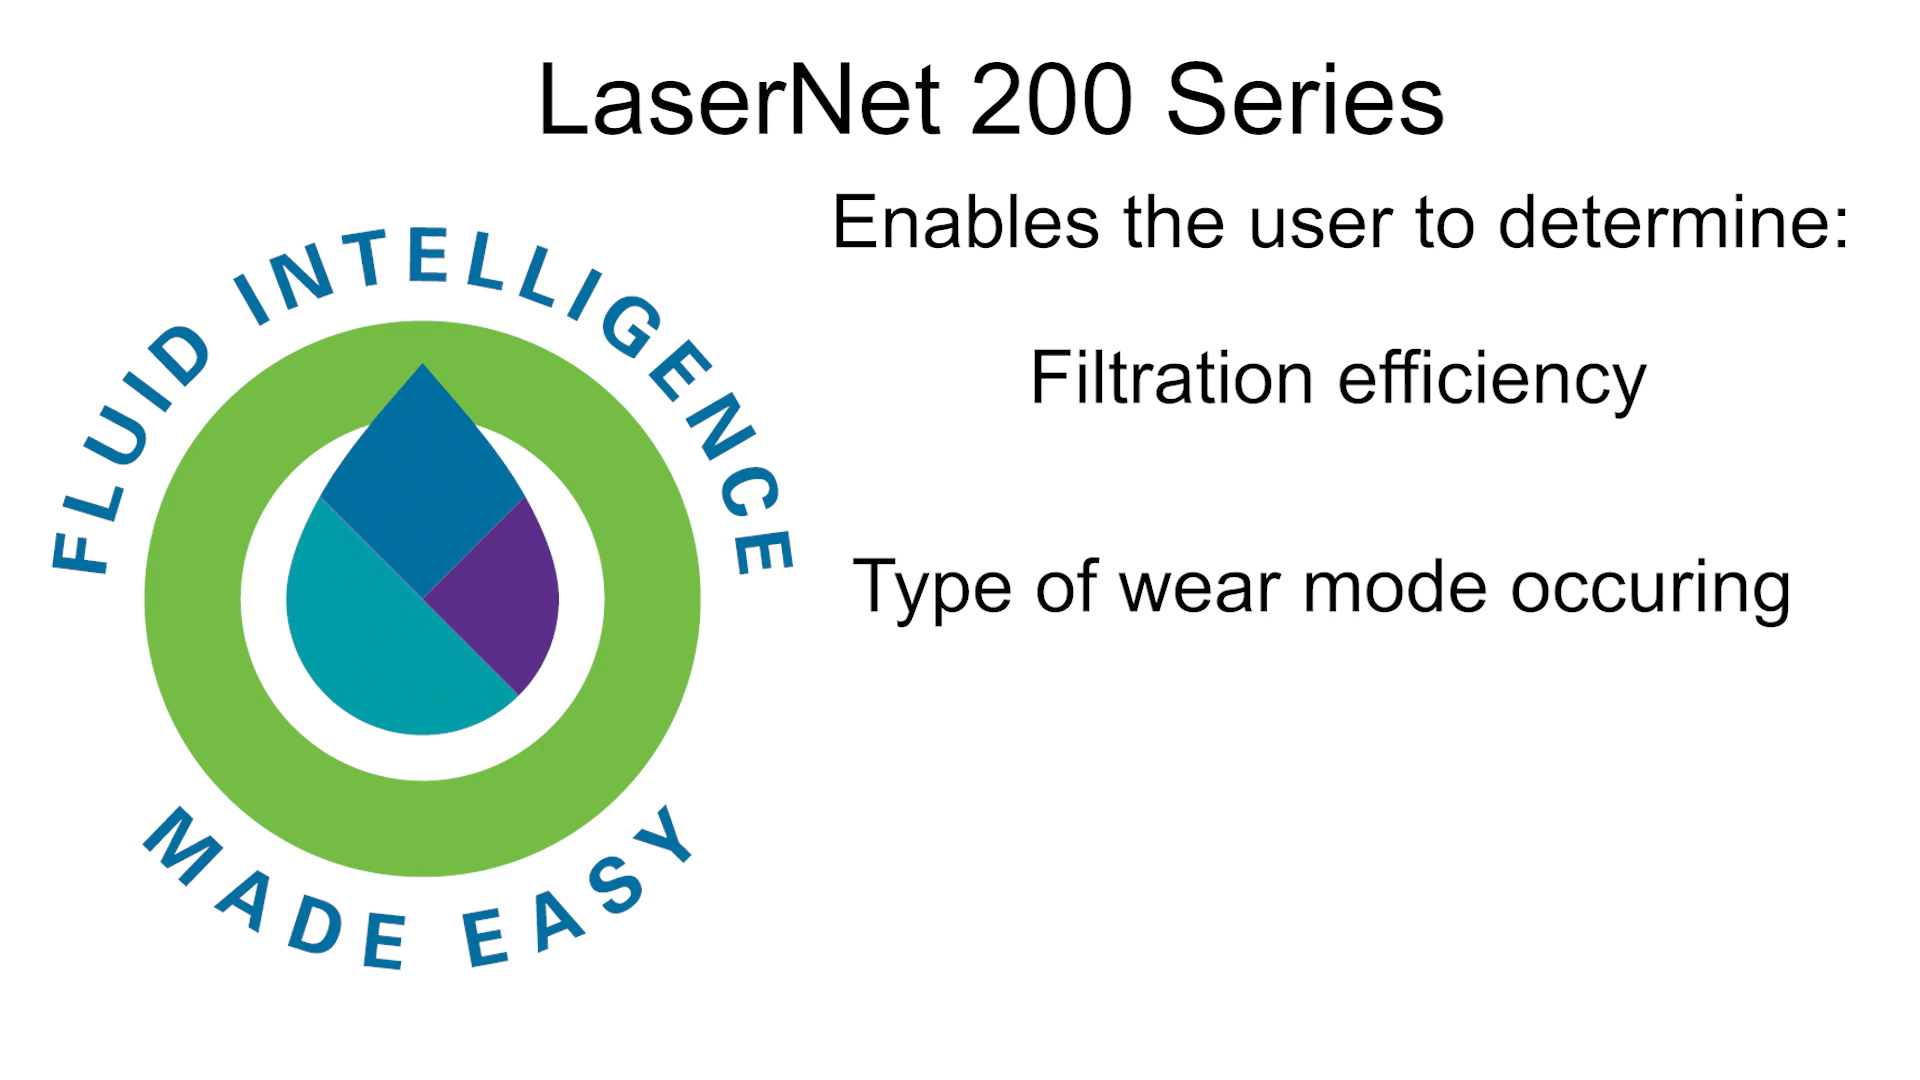 LaserNet 200 Series
Enables the user to determine:
FLUID INTELLIGENCE
Filtration efficiency
Type of wear mode occuring
MADE EASY